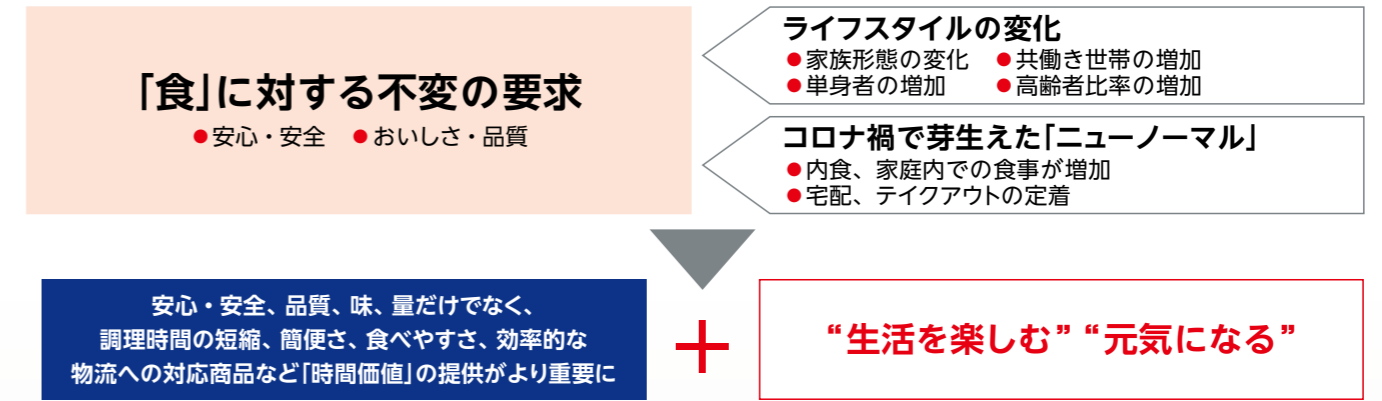 「食」に対する不変の要求
●安心・安全 ●おいしさ・品質
ライフスタイルの変化
●家族形態の変化 ●共働き世帯の増加
●単身者の増加 ●高齢者比率の増加
コロナ禍で芽生えた「ニューノーマル」
●内食、家庭内での食事が増加
●宅配、テイクアウトの定着
安心・安全、品質、味、量だけでなく、
調理時間の短縮、簡便さ、食べやすさ、効率的な
物流への対応商品など「時間価値」の提供がより重要に
+
“生活を楽しむ” “元気になる”